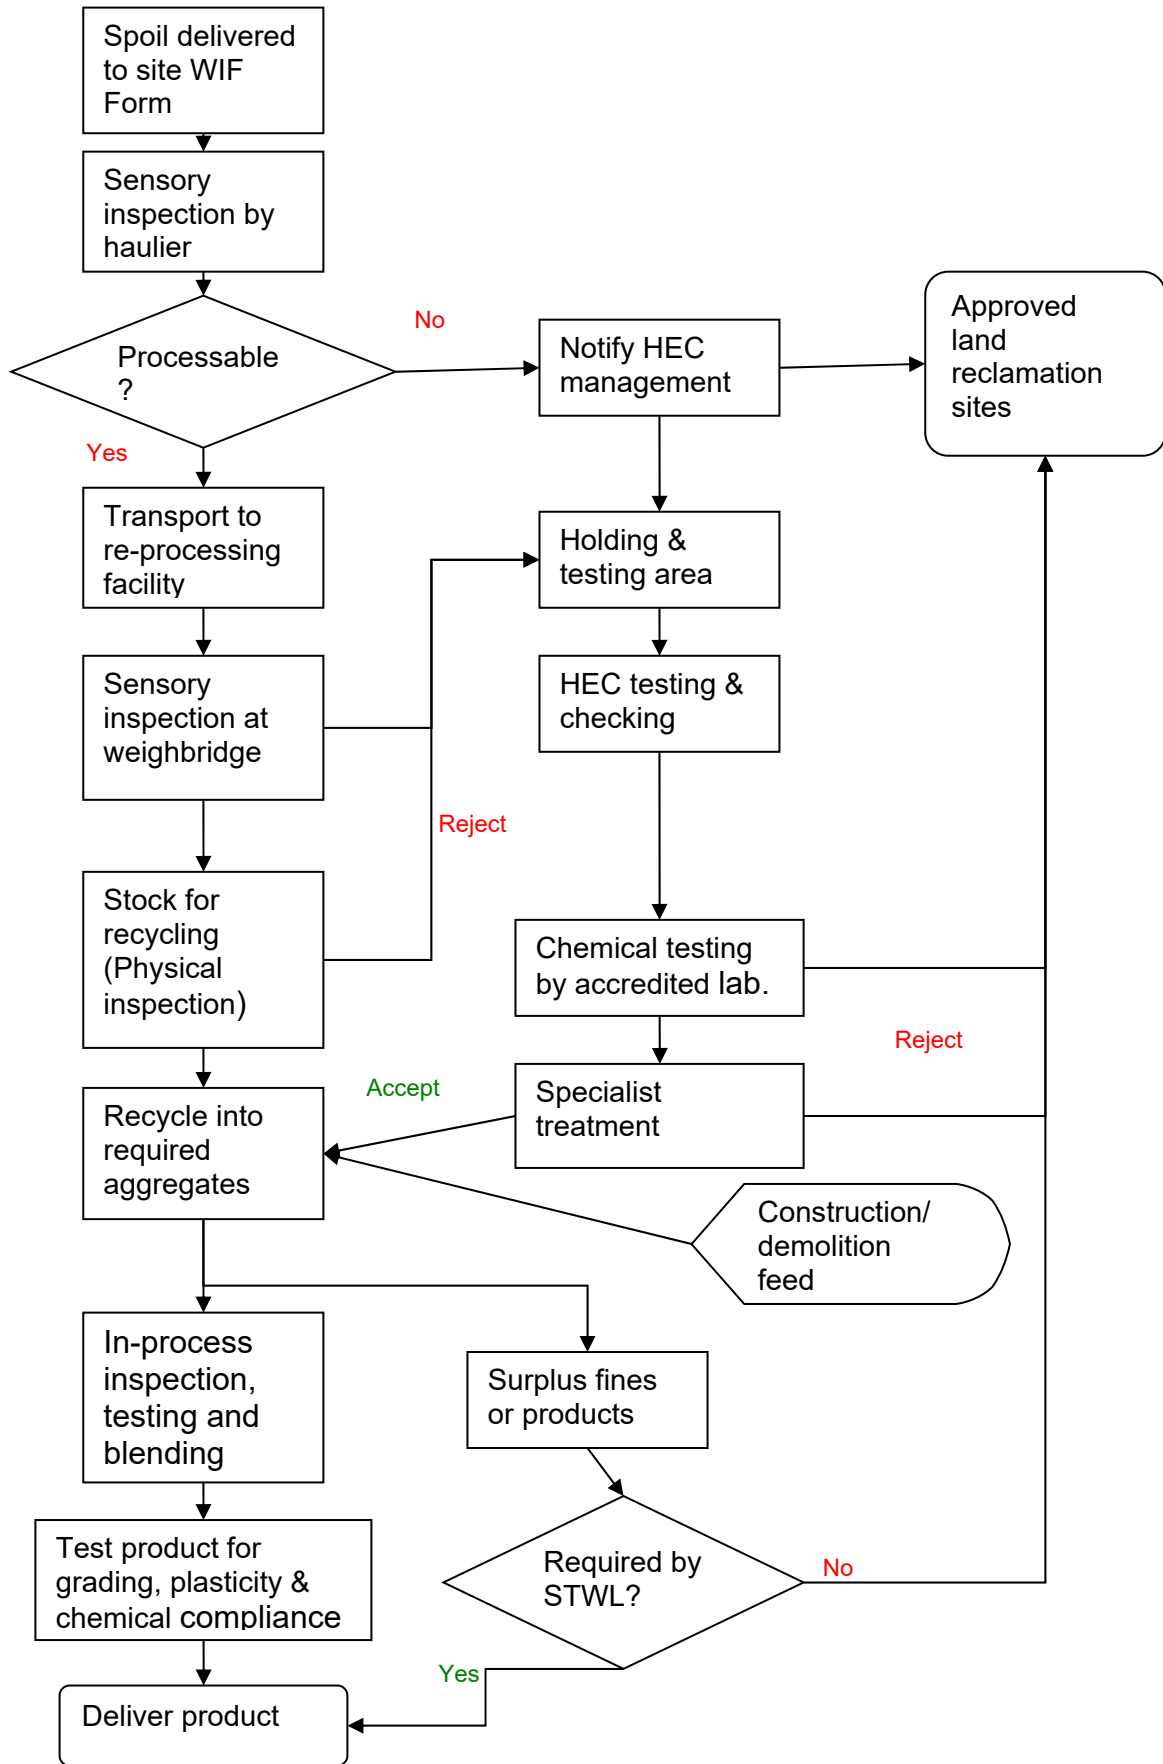 Spoil delivered
to site WIF
Form
Sensory
inspection by
haulier
Processable
?
No
Notify HEC
management
Approved
land
reclamation
sites
Yes
Transport to
re-processing
facility
Holding &
testing area
Sensory
inspection at
weighbridge
HEC testing &
checking
Reject
Stock for
recycling
(Physical
inspection)
Chemical testing
by accredited lab.
Reject
Accept
Specialist
treatment
Recycle into
required
aggregates
Construction/
demolition
feed
In-process
inspection,
testing and
blending
Surplus fines
or products
Test product for
grading, plasticity &
chemical compliance
Required by
STWL?
No
Yes
Deliver product